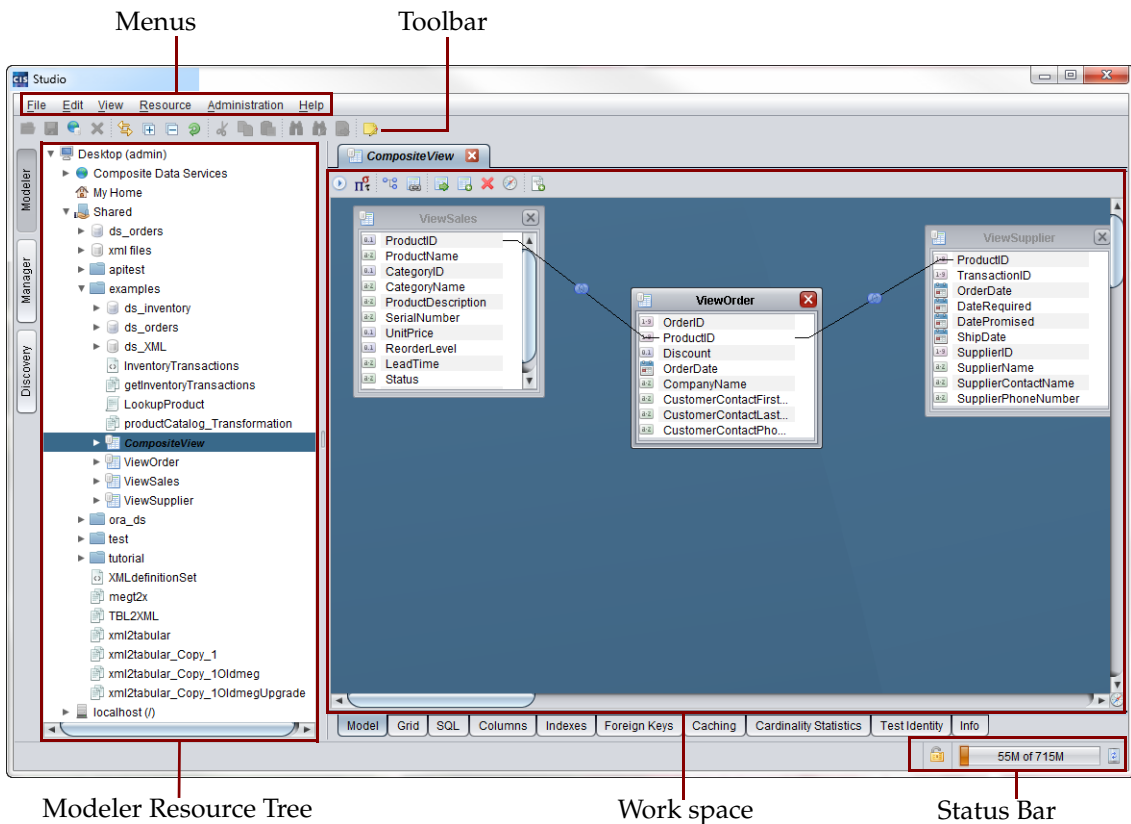 Menus
Toolbar
CIS Studio
File Edit View Resource Administration Help
Modeler
Manager
Discovery
Desktop (admin)
Composite Data Services
My Home
Shared
ds_orders
xml files
apitest
examples
ds_inventory
ds_orders
ds_XML
InventoryTransactions
getInventoryTransactions
LookupProduct
productCatalog_Transformation
CompositeView
ViewOrder
ViewSales
ViewSupplier
ora_ds
test
tutorial
XMLdefinitionSet
megt2x
TBL2XML
xml2tabular
xml2tabular_Copy_1
xml2tabular_Copy_1Oldmeg
xml2tabular_Copy_1OldmegUpgrade
localhost (/)
CompositeView
ViewSales
ProductID
ProductName
CategoryID
CategoryName
ProductDescription
SerialNumber
UnitPrice
ReorderLevel
LeadTime
Status
ViewOrder
OrderID
ProductID
Discount
OrderDate
CompanyName
CustomerContactFirst...
CustomerContactLast...
CustomerContactPho...
ViewSupplier
ProductID
TransactionID
OrderDate
DateRequired
DatePromised
ShipDate
SupplierID
SupplierName
SupplierContactName
SupplierPhoneNumber
Model Grid SQL Columns Indexes Foreign Keys Caching Cardinality Statistics Test Identity Info
55M of 715M
Modeler Resource Tree
Work space
Status Bar